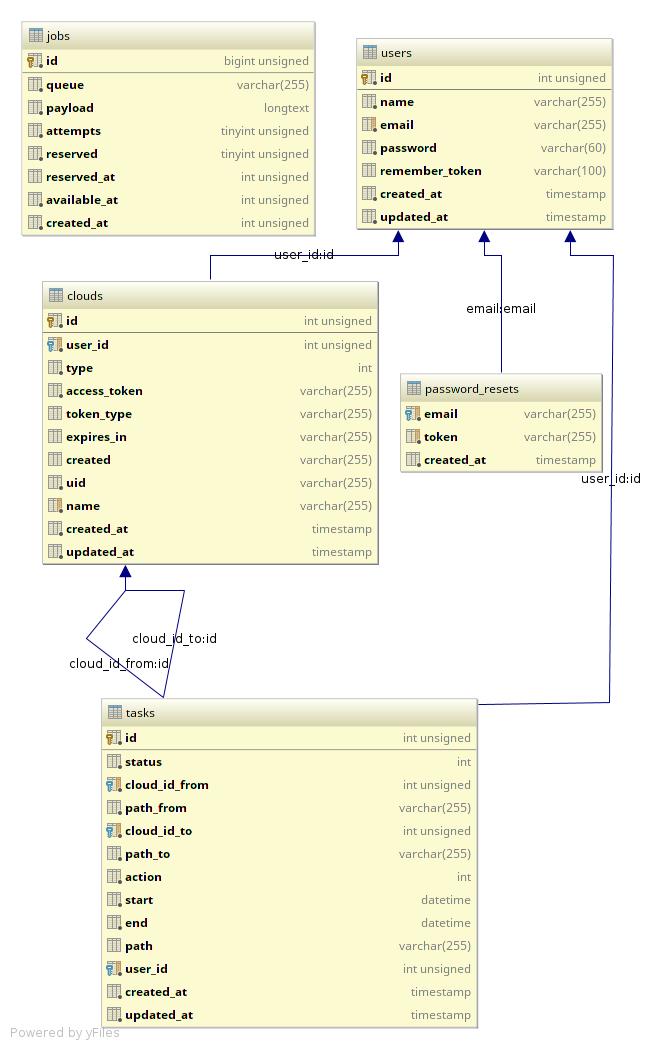 jobs
id bigint unsigned
queue varchar(255)
payload longtext
attempts tinyint unsigned
reserved tinyint unsigned
reserved_at int unsigned
available_at int unsigned
created_at int unsigned
users
id int unsigned
name varchar(255)
email varchar(255)
password varchar(60)
remember_token varchar(100)
created_at timestamp
updated_at timestamp
user_id:id
clouds
id int unsigned
user_id int unsigned
type int
access_token varchar(255)
token_type varchar(255)
expires_in varchar(255)
created varchar(255)
uid varchar(255)
name varchar(255)
created_at timestamp
updated_at timestamp
email:email
password_resets
email varchar(255)
token varchar(255)
created_at timestamp
user_id:id
cloud_id_to:id
cloud_id_from:id
tasks
id int unsigned
status int
cloud_id_from int unsigned
path_from varchar(255)
cloud_id_to int unsigned
path_to varchar(255)
action int
start datetime
end datetime
path varchar(255)
user_id int unsigned
created_at timestamp
updated_at timestamp
Powered by yFiles